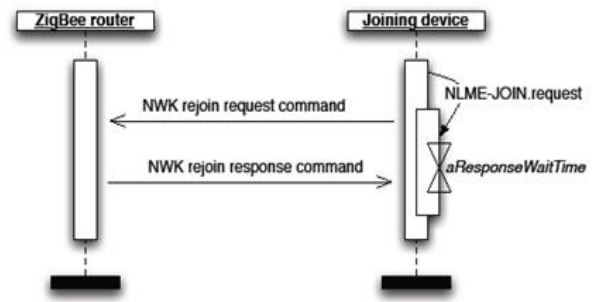 ZigBee router
Joining device
NLME-JOIN.request
NWK rejoin request command
NWK rejoin response command
aResponseWaitTime